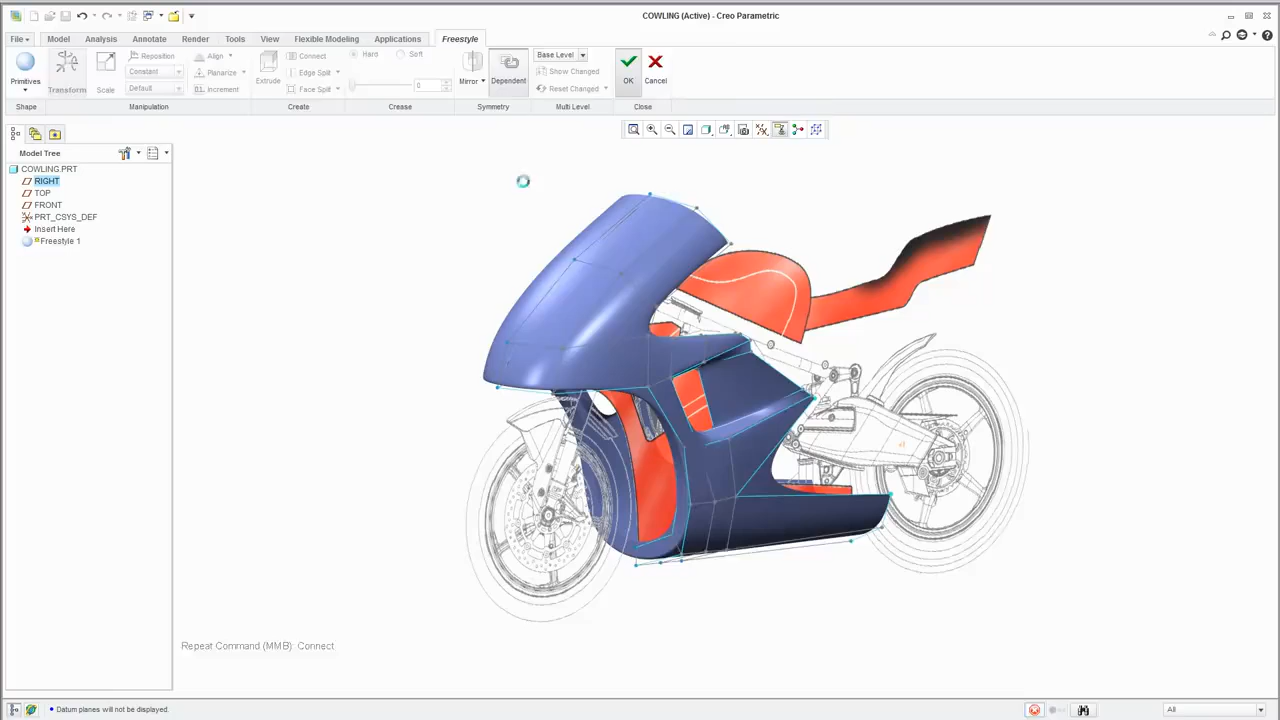 COWLING (Active) - Creo Parametric
File
Model
Analysis
Annotate
Render
Tools
View
Flexible Modeling
Applications
Freestyle
Primitives
Transform
Scale
Reposition
Constant
Default
Align
Planarize
Increment
Extrude
Connect
Edge Split
Face Split
Hard
Soft
0
Mirror
Dependent
Base Level
Show Changed
Reset Changed
OK
Cancel
Shape
Manipulation
Create
Crease
Symmetry
Multi Level
Close
Model Tree
COWLING.PRT
RIGHT
TOP
FRONT
PRT_CSYS_DEF
Insert Here
Freestyle 1
Repeat Command (MMB) Connect
Datum planes will not be displayed.
All